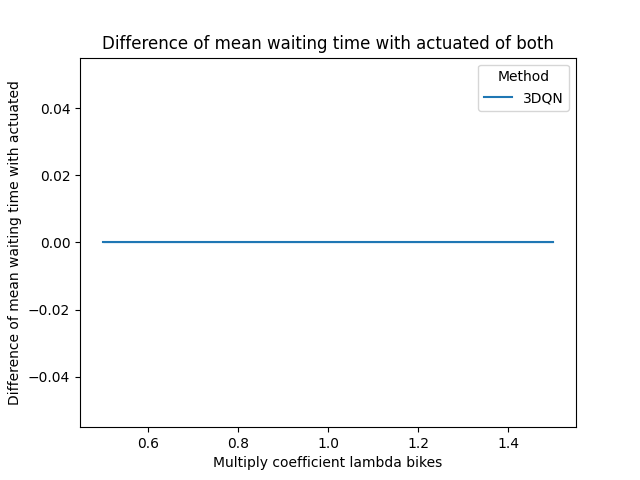 Difference of mean waiting time with actuated of both
Method
3DQN
Difference of mean waiting time with actuated
0.04
0.02
0.00
−0.02
−0.04
0.6
0.8
1.0
1.2
1.4
Multiply coefficient lambda bikes